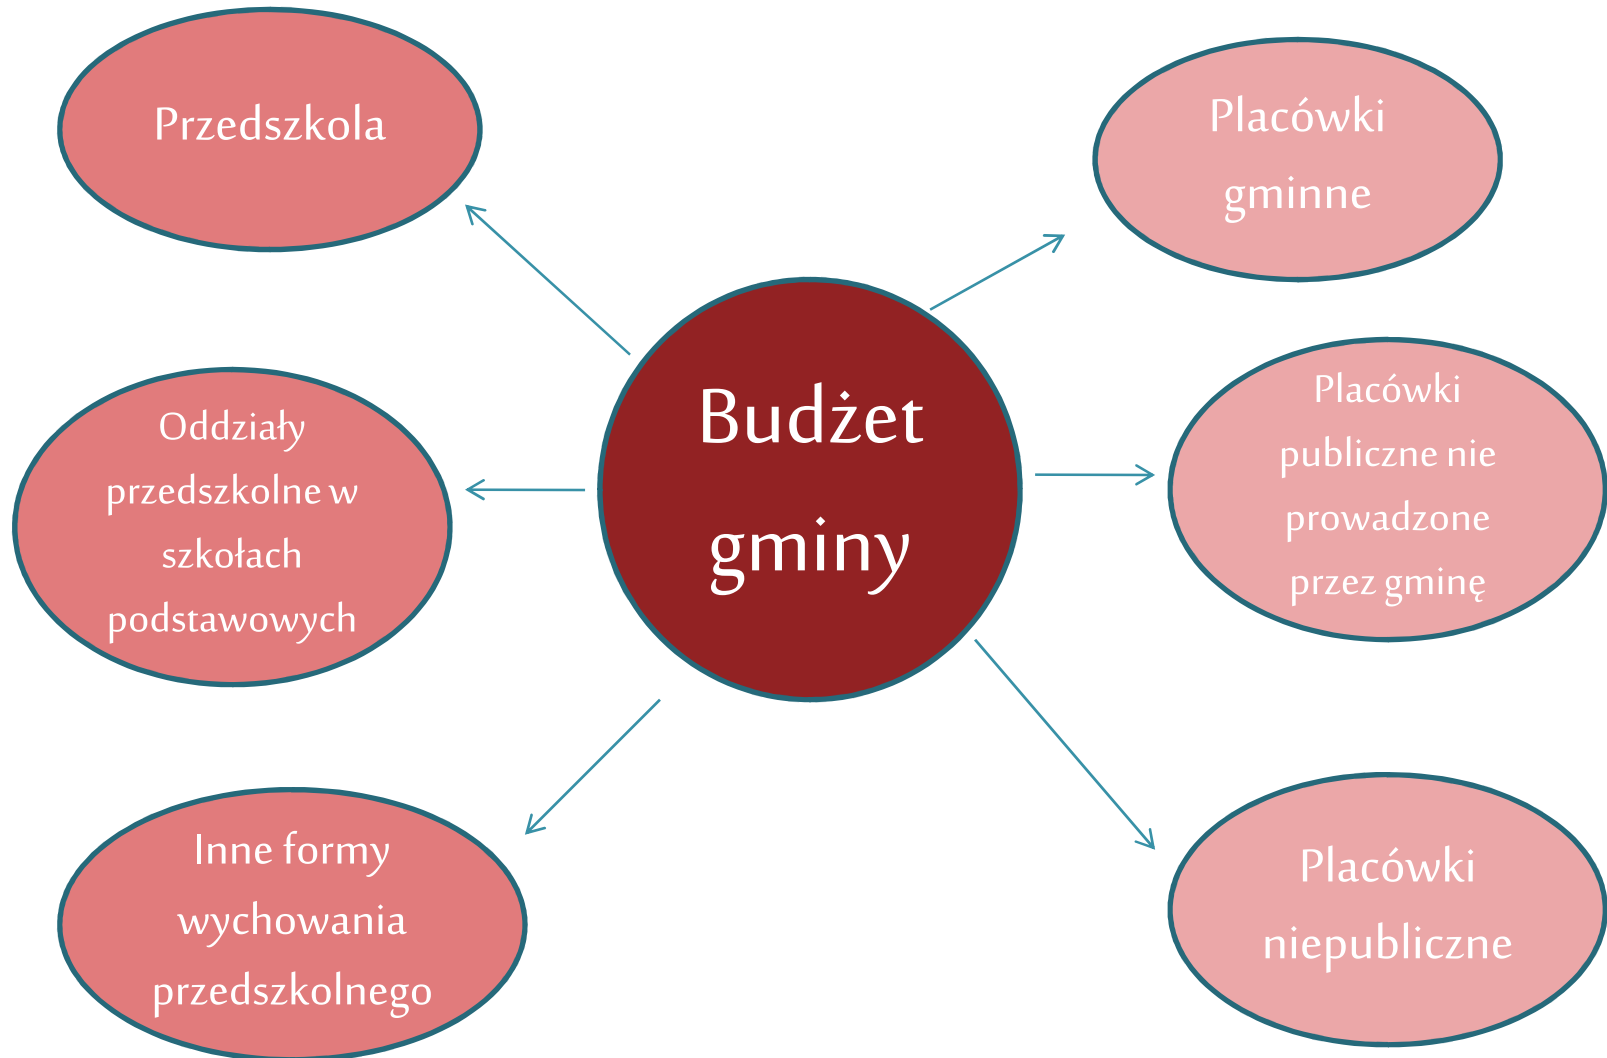 Przedszkola
Oddziały
przedszkolne w
szkołach
podstawowych
Inne formy
wychowania
przedszkolnego
Budżet
gminy
Placówki
gminne
Placówki
publiczne nie
prowadzone
przez gminę
Placówki
niepubliczne